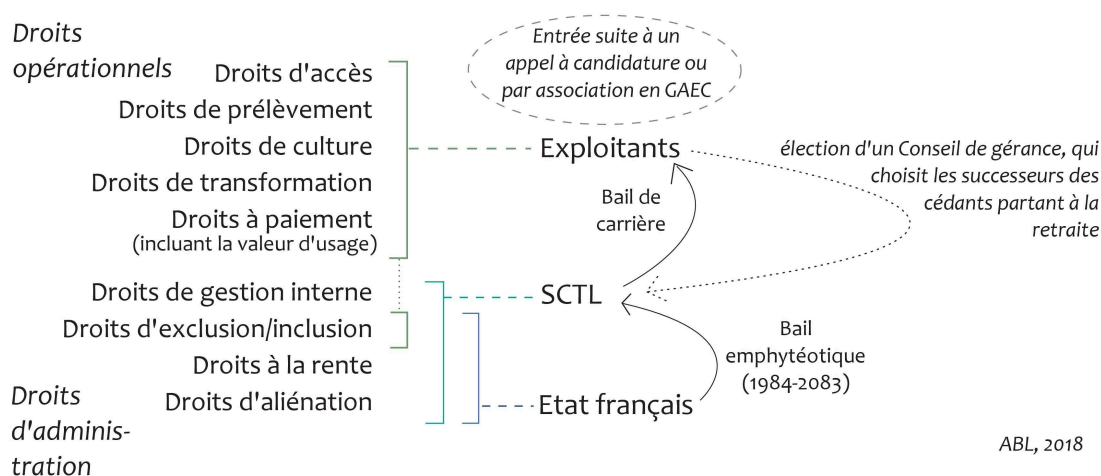 Droits
opérationnels
Droits d'accès
Droits de prélèvement
Droits de culture
Droits de transformation
Droits à paiement
(incluant la valeur d'usage)
Droits de gestion interne
Droits d'exclusion/inclusion
Droits à la rente
Droits d'aliénation
Droits
d'adminis-
tration
Entrée suite à un
appel à candidature ou
par association en GAEC
Exploitants
Bail de
carrière
SCTL
Etat français
élection d'un Conseil de gérance, qui
choisit les successeurs des
cédants partant à la
retraite
Bail
emphytéotique
(1984-2083)
ABL, 2018